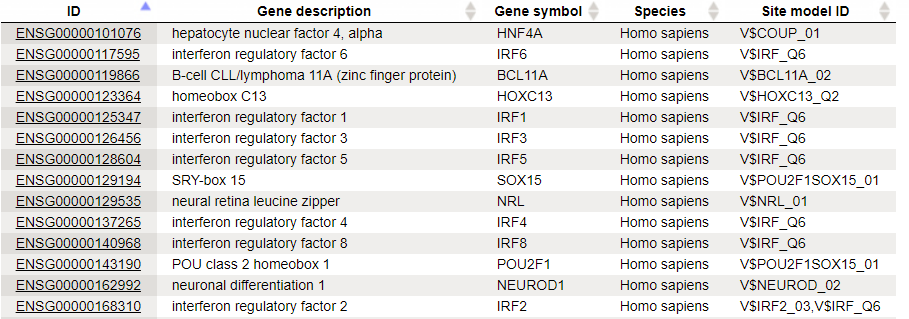 ID Gene description Gene symbol Species Site model ID
ENSG00000101076 hepatocyte nuclear factor 4, alpha HNF4A Homo sapiens V$COUP_01
ENSG00000117595 interferon regulatory factor 6 IRF6 Homo sapiens V$IRF_Q6
ENSG00000119866 B-cell CLL/lymphoma 11A (zinc finger protein) BCL11A Homo sapiens V$BCL11A_02
ENSG00000123364 homeobox C13 HOXC13 Homo sapiens V$HOXC13_Q2
ENSG00000125347 interferon regulatory factor 1 IRF1 Homo sapiens V$IRF_Q6
ENSG00000126456 interferon regulatory factor 3 IRF3 Homo sapiens V$IRF_Q6
ENSG00000128604 interferon regulatory factor 5 IRF5 Homo sapiens V$IRF_Q6
ENSG00000129194 SRY-box 15 SOX15 Homo sapiens V$POU2F1SOX15_01
ENSG00000129535 neural retina leucine zipper NRL Homo sapiens V$NRL_01
ENSG00000137265 interferon regulatory factor 4 IRF4 Homo sapiens V$IRF_Q6
ENSG00000140968 interferon regulatory factor 8 IRF8 Homo sapiens V$IRF_Q6
ENSG00000143190 POU class 2 homeobox 1 POU2F1 Homo sapiens V$POU2F1SOX15_01
ENSG00000162992 neuronal differentiation 1 NEUROD1 Homo sapiens V$NEUROD_02
ENSG00000168310 interferon regulatory factor 2 IRF2 Homo sapiens V$IRF2_03,V$IRF_Q6